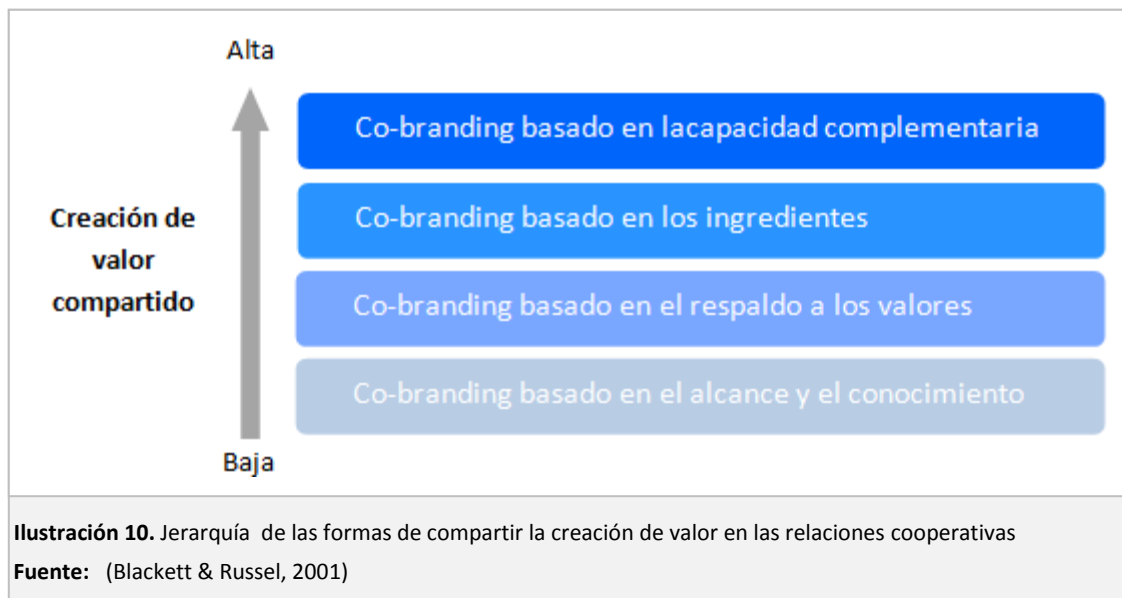 Alta
Co-branding basado en lacapacidad complementaria
Co-branding basado en los ingredientes
Creación de
valor
compartido
Co-branding basado en el respaldo a los valores
Co-branding basado en el alcance y el conocimiento
Baja
Ilustración 10. Jerarquía de las formas de compartir la creación de valor en las relaciones cooperativas
Fuente: (Blackett & Russel, 2001)